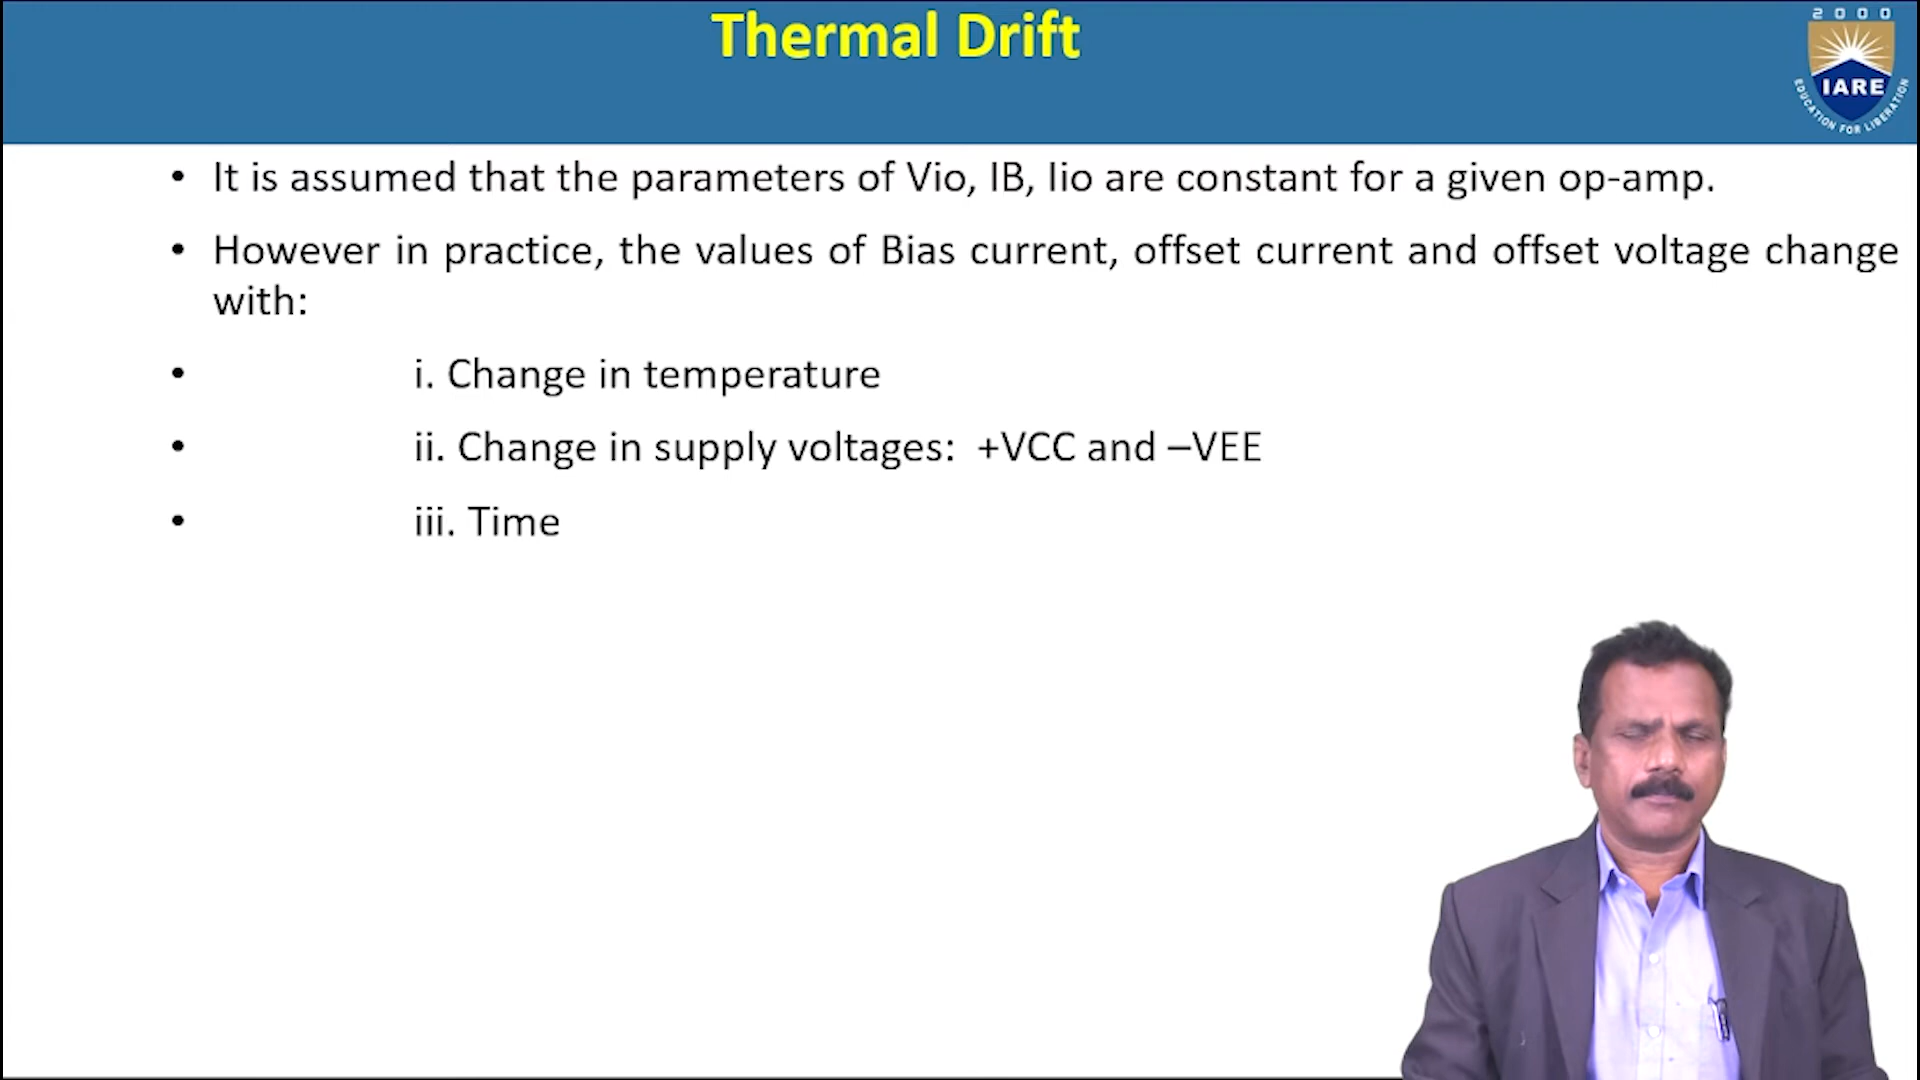 Thermal Drift
2000
IARE
EDUCATION FOR LIBERATION
• It is assumed that the parameters of Vio, IB, Iio are constant for a given op-amp.
• However in practice, the values of Bias current, offset current and offset voltage change
with:
• i. Change in temperature
• ii. Change in supply voltages: +VCC and –VEE
• iii. Time